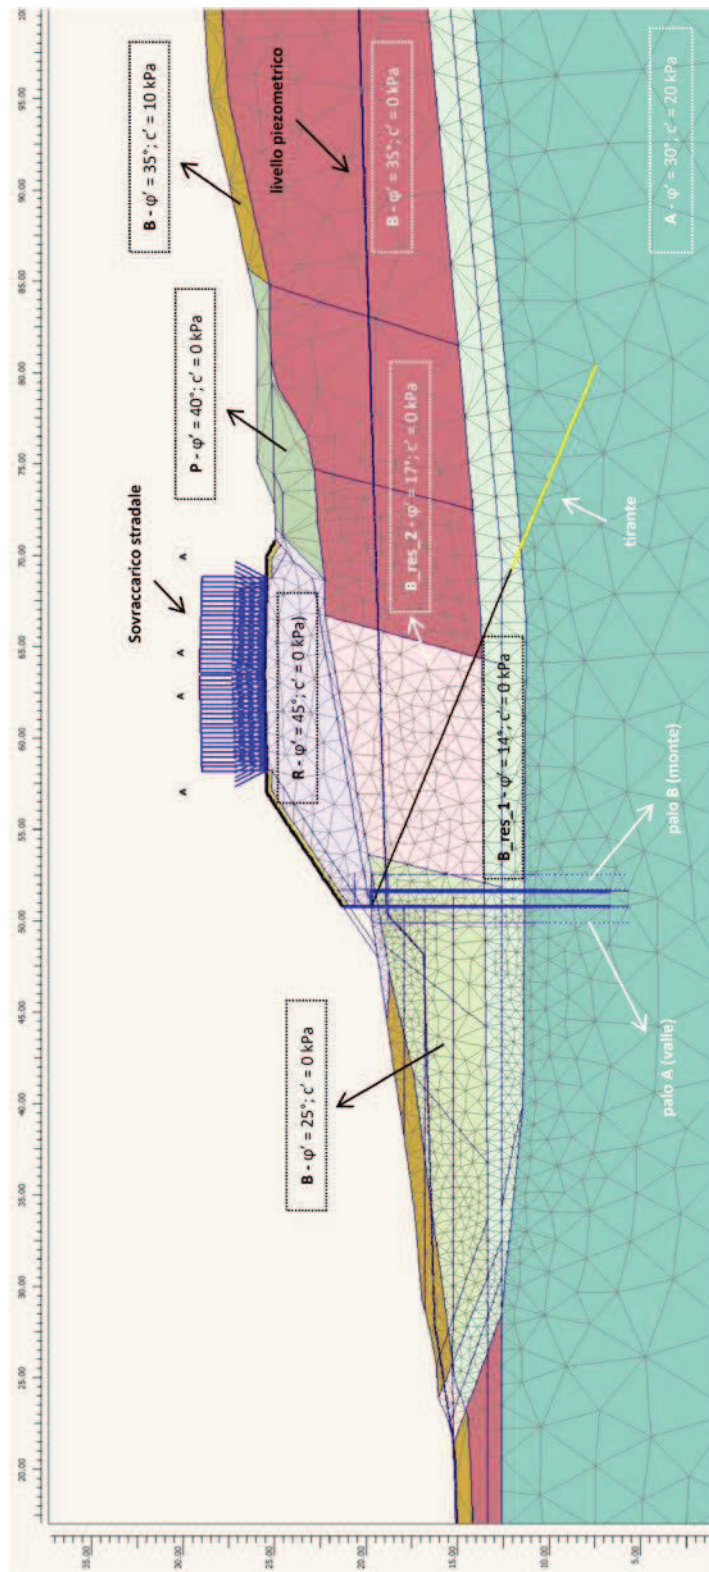 20.00
25.00
30.00
35.00
40.00
45.00
50.00
55.00
60.00
65.00
70.00
75.00
80.00
85.00
90.00
95.00
35.00
30.00
25.00
20.00
15.00
10.00
5.00
Sovraccarico stradale
A
A
A
A
P - φ' = 40°; c' = 0 kPa
B - φ' = 35°; c' = 10 kPa
livello piezometrico
R - φ' = 45°; c' = 0 kPa)
B - φ' = 25°; c' = 0 kPa
B_res_2 - φ' = 17°; c' = 0 kPa
B - φ' = 35°; c' = 0 kPa
B_res_1 - φ' = 14°; c' = 0 kPa
palo A (valle)
palo B (monte)
tirante
A - φ' = 30°; c' = 20 kPa